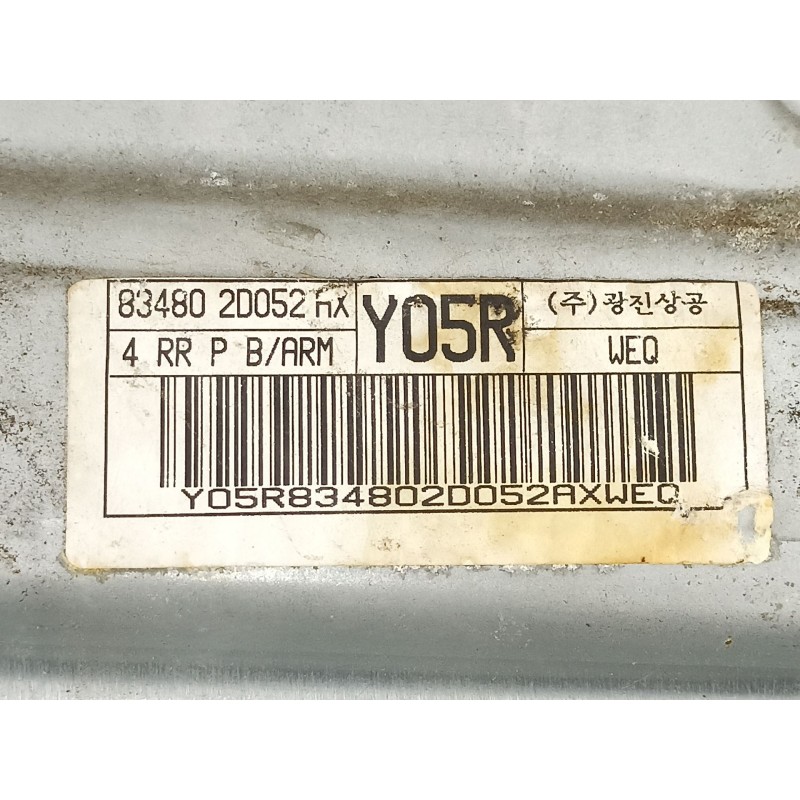 83480 2D052 AX
Y05R
(주)광진상공
4 RR P B/ARM
WEQ
Y05R834802D052AXWEQ